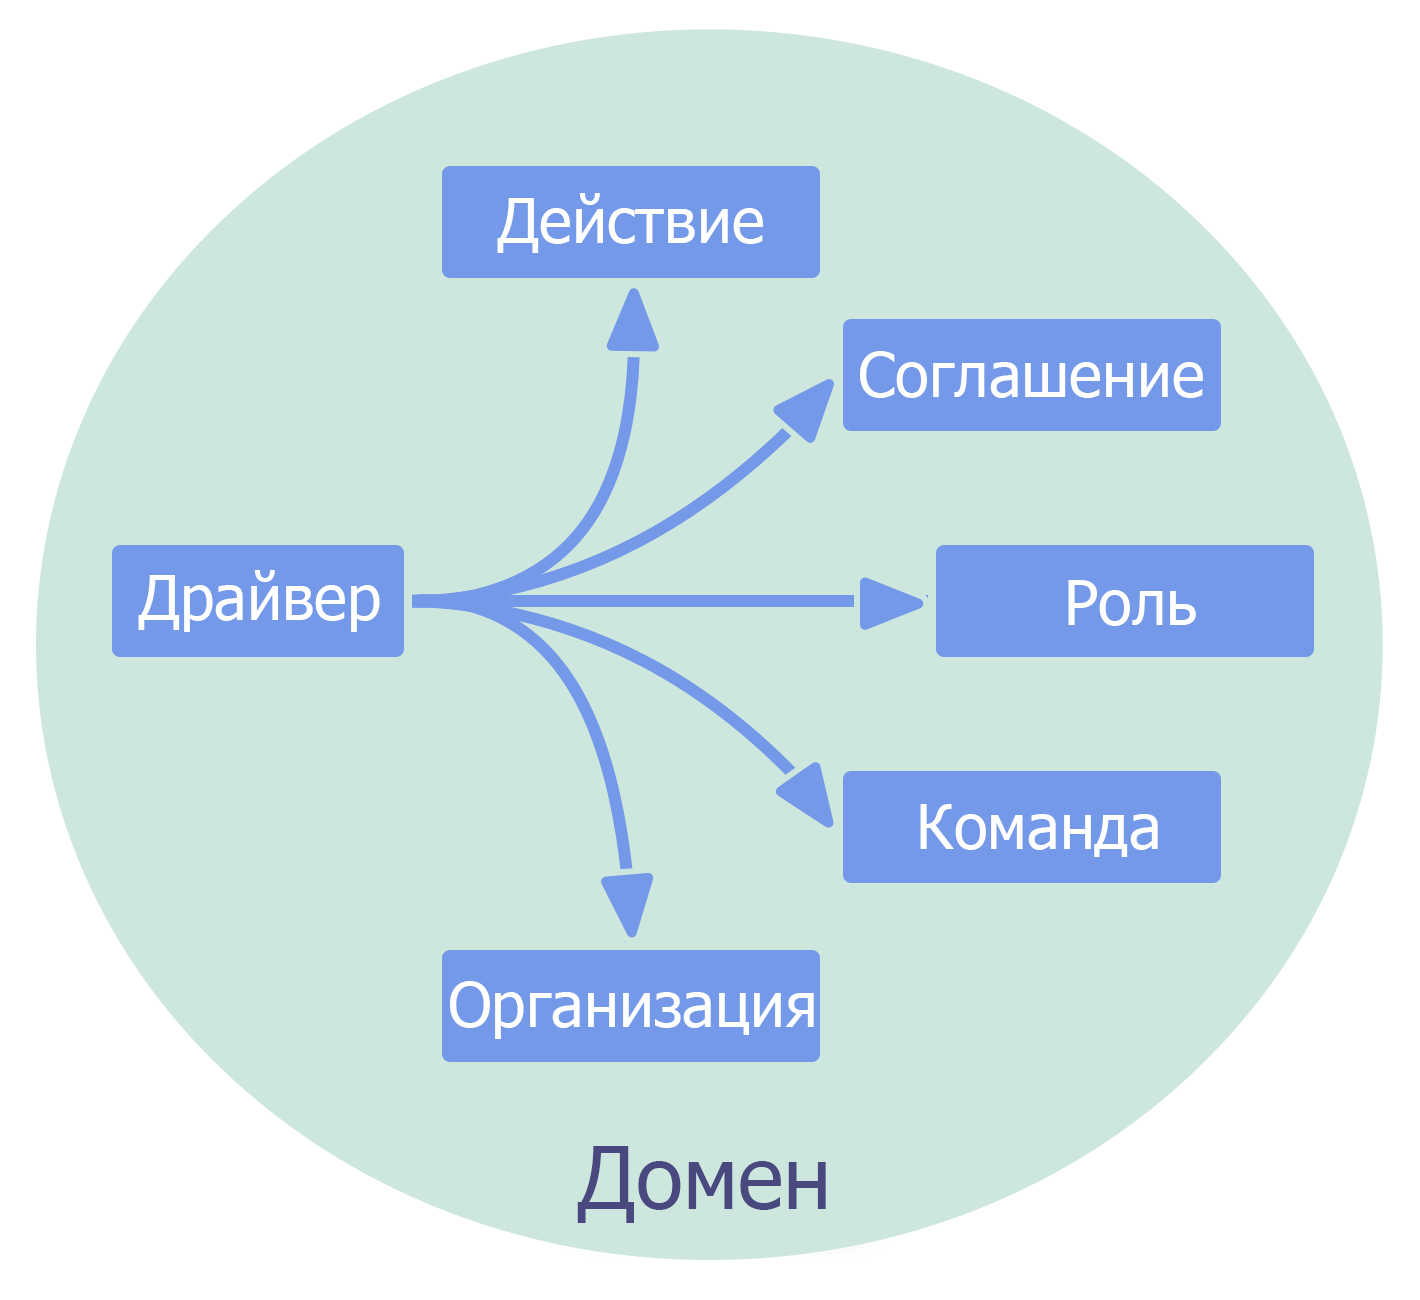 Действие
Соглашение
Драйвер
Роль
Команда
Организация
Домен